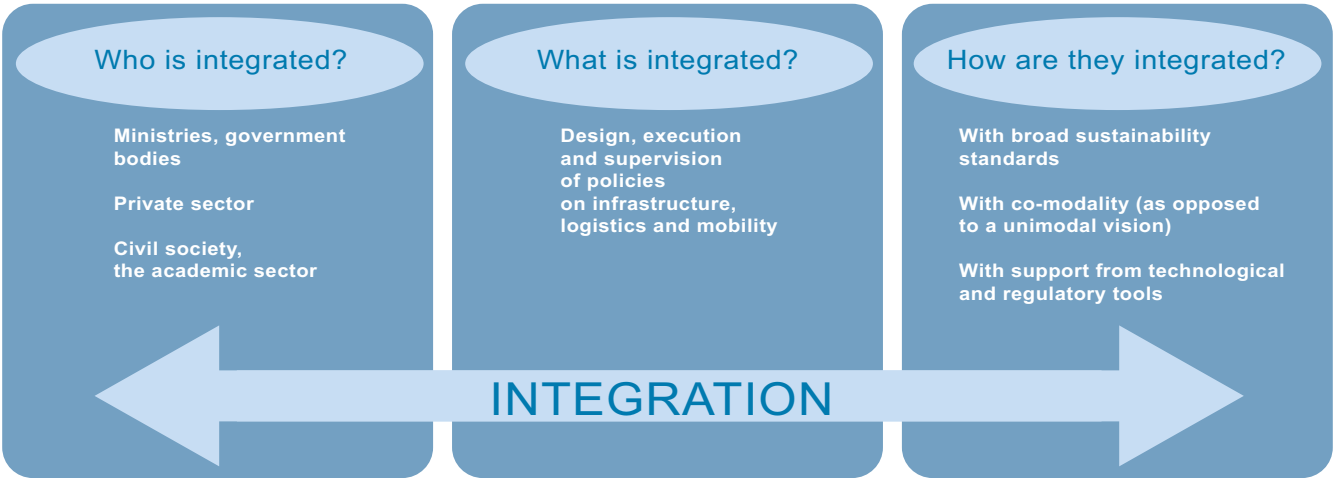 Who is integrated?
Ministries, government
bodies
Private sector
Civil society,
the academic sector
What is integrated?
Design, execution
and supervision
of policies
on infrastructure,
logistics and mobility
How are they integrated?
With broad sustainability
standards
With co-modality (as opposed
to a unimodal vision)
With support from technological
and regulatory tools
INTEGRATION